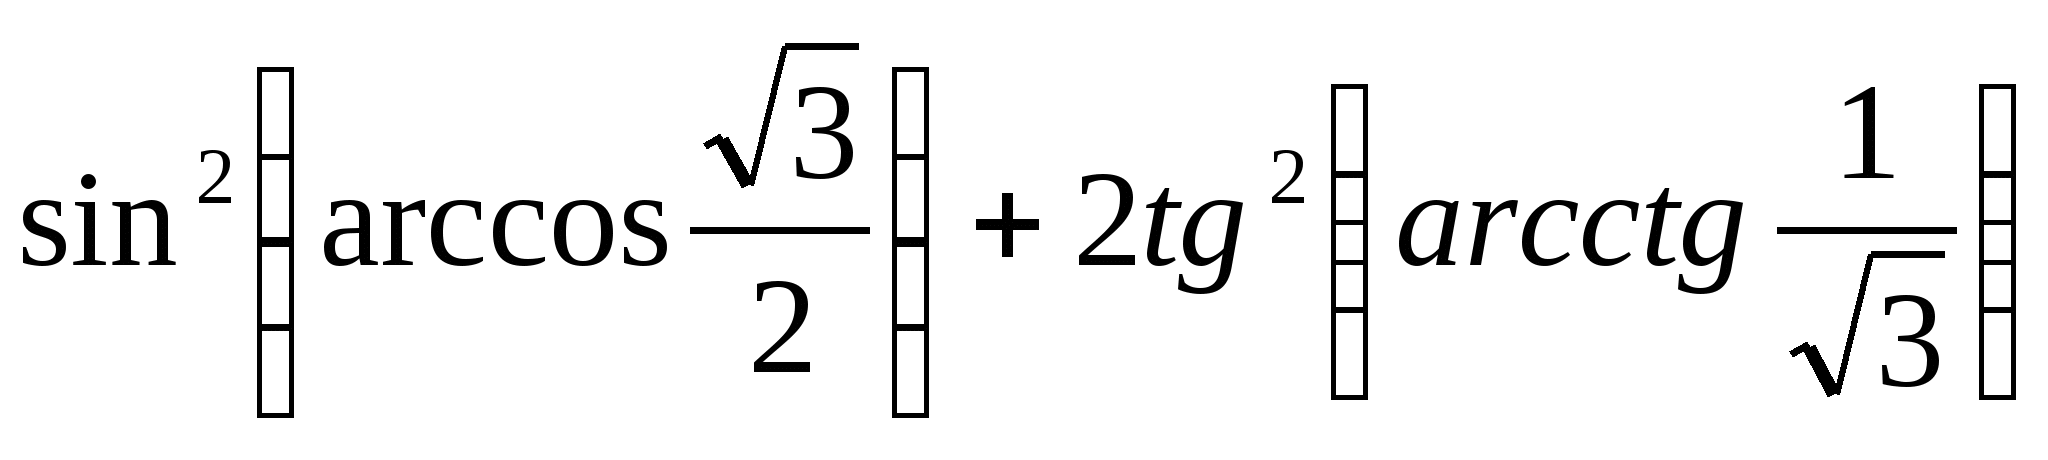 sin²(arccos √3/2) + 2tg²(arcctg 1/√3)